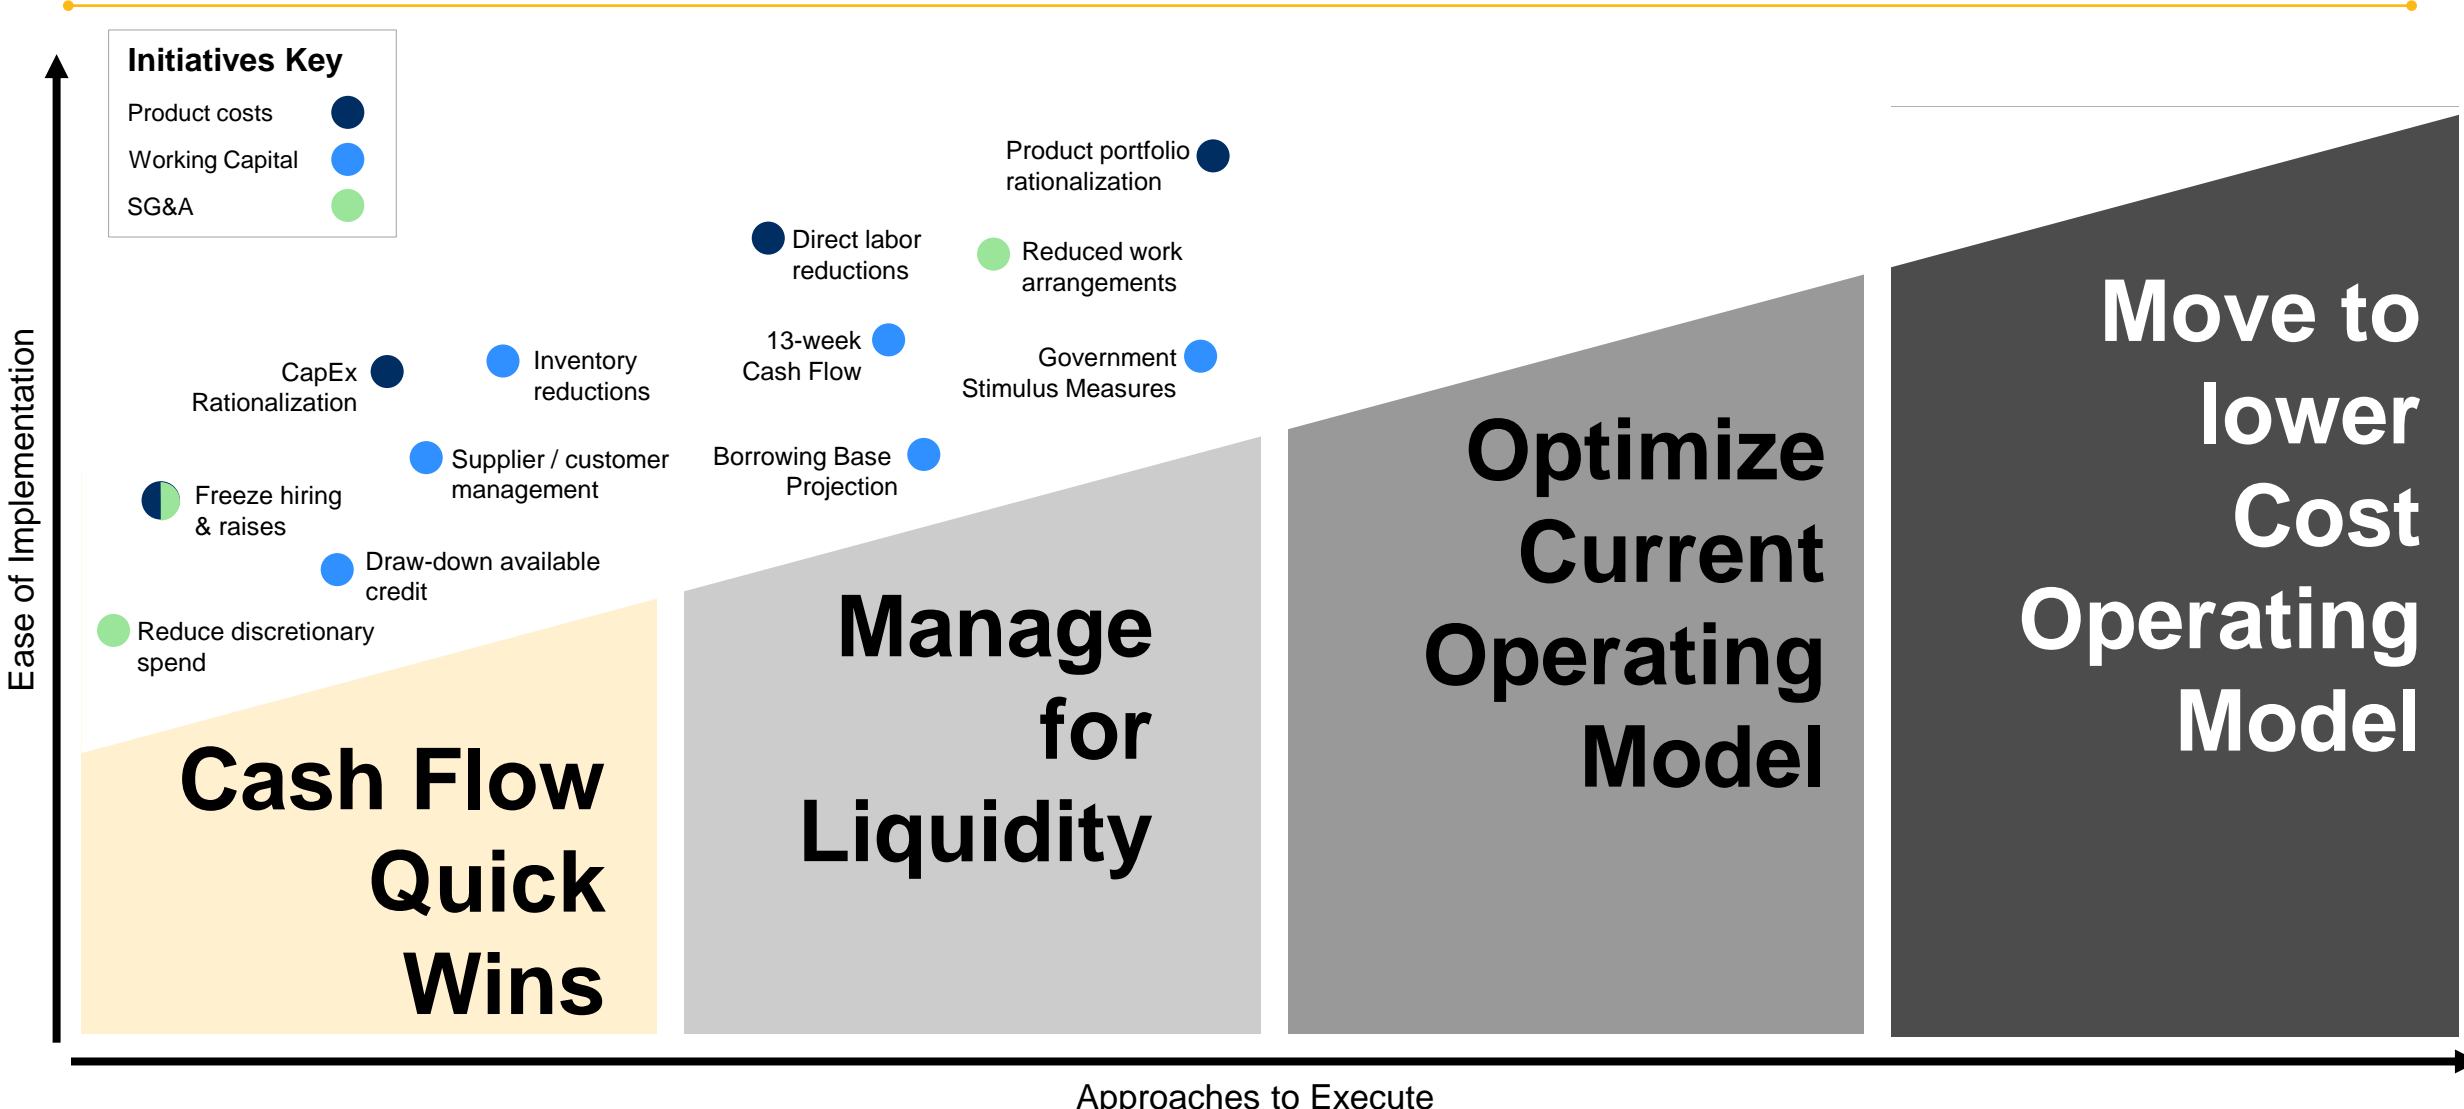 Initiatives Key
Product costs
Working Capital
SG&A
Ease of Implementation
Product portfolio
rationalization
Direct labor
reductions
Reduced work
arrangements
13-week
Cash Flow
Government
Stimulus Measures
CapEx
Rationalization
Inventory
reductions
Supplier / customer
management
Borrowing Base
Projection
Freeze hiring
& raises
Draw-down available
credit
Reduce discretionary
spend
Cash Flow
Quick
Wins
Manage
for
Liquidity
Optimize
Current
Operating
Model
Move to
lower
Cost
Operating
Model
Approaches to Execute